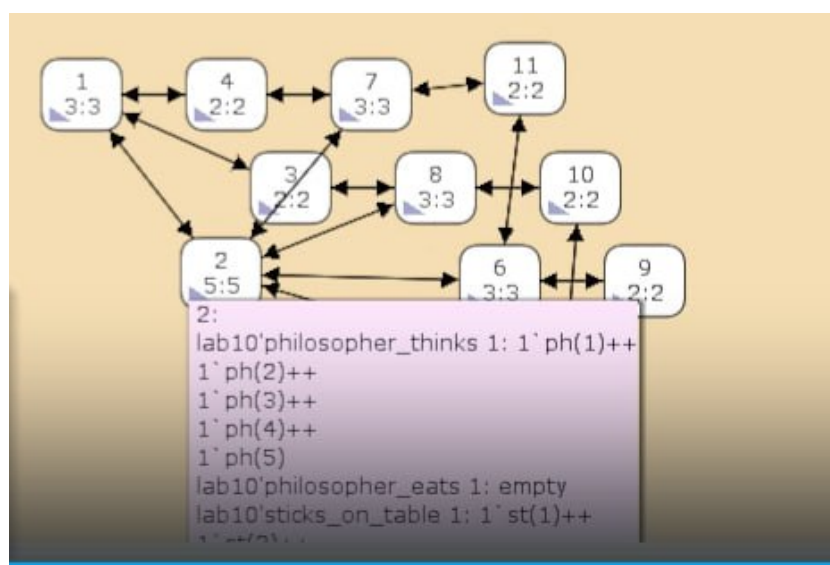 1
3:3
4
2:2
7
3:3
11
2:2
3
2:2
8
3:3
10
2:2
2
5:5
6
3:3
9
2:2
2:
lab10'philosopher_thinks 1: 1`ph(1)++
1`ph(2)++
1`ph(3)++
1`ph(4)++
1`ph(5)
lab10'philosopher_eats 1: empty
lab10'sticks_on_table 1: 1`st(1)++
1`st(2)++